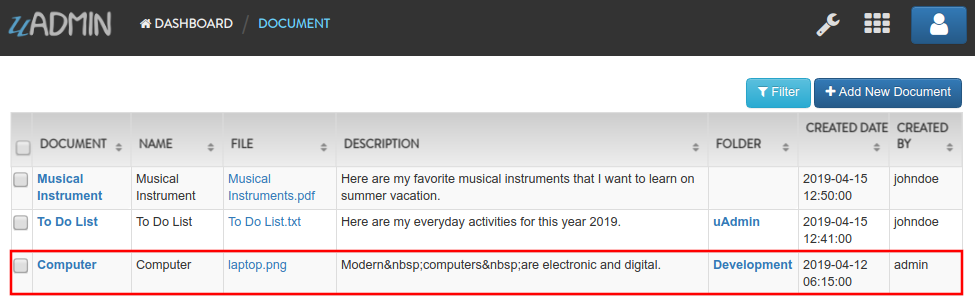 uADMIN DASHBOARD / DOCUMENT
Filter + Add New Document
DOCUMENT NAME FILE DESCRIPTION FOLDER CREATED DATE CREATED BY
Musical Instrument Musical Instrument Musical Instruments.pdf Here are my favorite musical instruments that I want to learn on summer vacation. 2019-04-15 12:50:00 johndoe
To Do List To Do List To Do List.txt Here are my everyday activities for this year 2019. uAdmin 2019-04-15 12:41:00 johndoe
Computer Computer laptop.png Modern&nbsp;computers&nbsp;are electronic and digital. Development 2019-04-12 06:15:00 admin